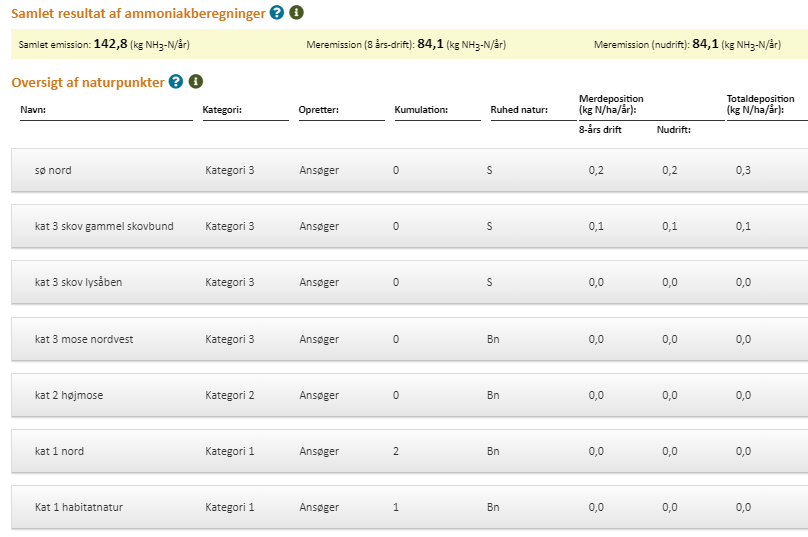 Samlet resultat af ammoniakberegninger ? i
Samlet emission: 142,8 (kg NH3-N/år) Meremission (8 års-drift): 84,1 (kg NH3-N/år) Meremission (nudrift): 84,1 (kg NH3-N/år)
Oversigt af naturpunkter ? i
Navn: Kategori: Opretter: Kumulation: Ruhed natur: Merdeposition (kg N/ha/år): Totaldeposition (kg N/ha/år):
8-års drift Nudrift:
sø nord Kategori 3 Ansøger 0 S 0,2 0,2 0,3
kat 3 skov gammel skovbund Kategori 3 Ansøger 0 S 0,1 0,1 0,1
kat 3 skov lysåben Kategori 3 Ansøger 0 S 0,0 0,0 0,0
kat 3 mose nordvest Kategori 3 Ansøger 0 Bn 0,0 0,0 0,0
kat 2 højmose Kategori 2 Ansøger 0 Bn 0,0 0,0 0,0
kat 1 nord Kategori 1 Ansøger 2 Bn 0,0 0,0 0,0
Kat 1 habitatnatur Kategori 1 Ansøger 1 Bn 0,0 0,0 0,0